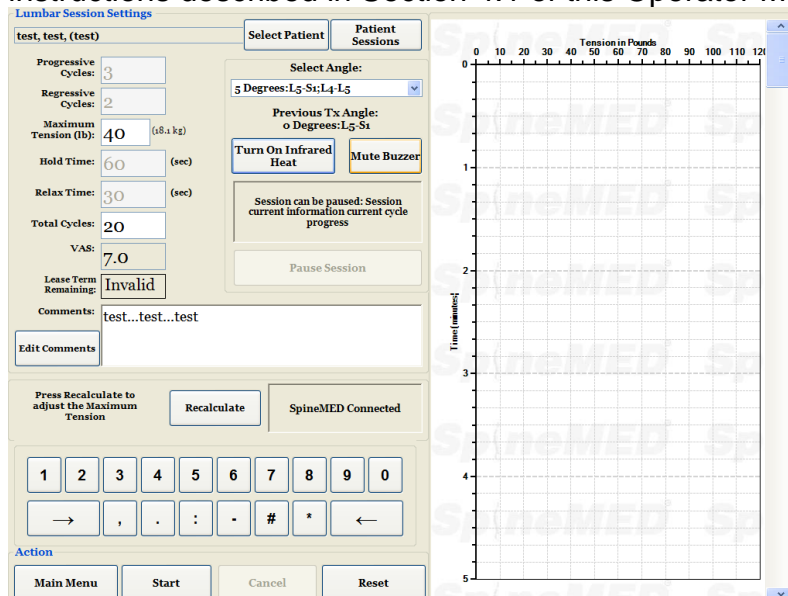 Instructions described in Section 4.4 of this Operator
Lumbar Session Settings
test, test, (test)
Select Patient
Patient
Sessions
Progressive
Cycles:
3
Regressive
Cycles:
2
Maximum
Tension (lb):
40
(18.1 kg)
Hold Time:
60
(sec)
Relax Time:
30
(sec)
Total Cycles:
20
VAS:
7.0
Lease Term
Remaining:
Invalid
Comments:
test...test...test
Edit Comments
Select Angle:
5 Degrees:L5-S1;L4-L5
Previous Tx Angle:
0 Degrees:L5-S1
Turn On Infrared
Heat
Mute Buzzer
Session can be paused: Session
current information current cycle
progress
Pause Session
Press Recalculate to
adjust the Maximum
Tension
Recalculate
SpineMED Connected
1 2 3 4 5 6 7 8 9 0
→ , . : - # * ←
Action
Main Menu
Start
Cancel
Reset
Tension in Pounds
0 10 20 30 40 50 60 70 80 90 100 110
0
1
2
3
4
5
Time (minutes)
SpineMED
SpineMED
SpineMED
SpineMED
SpineMED
SpineMED
SpineMED